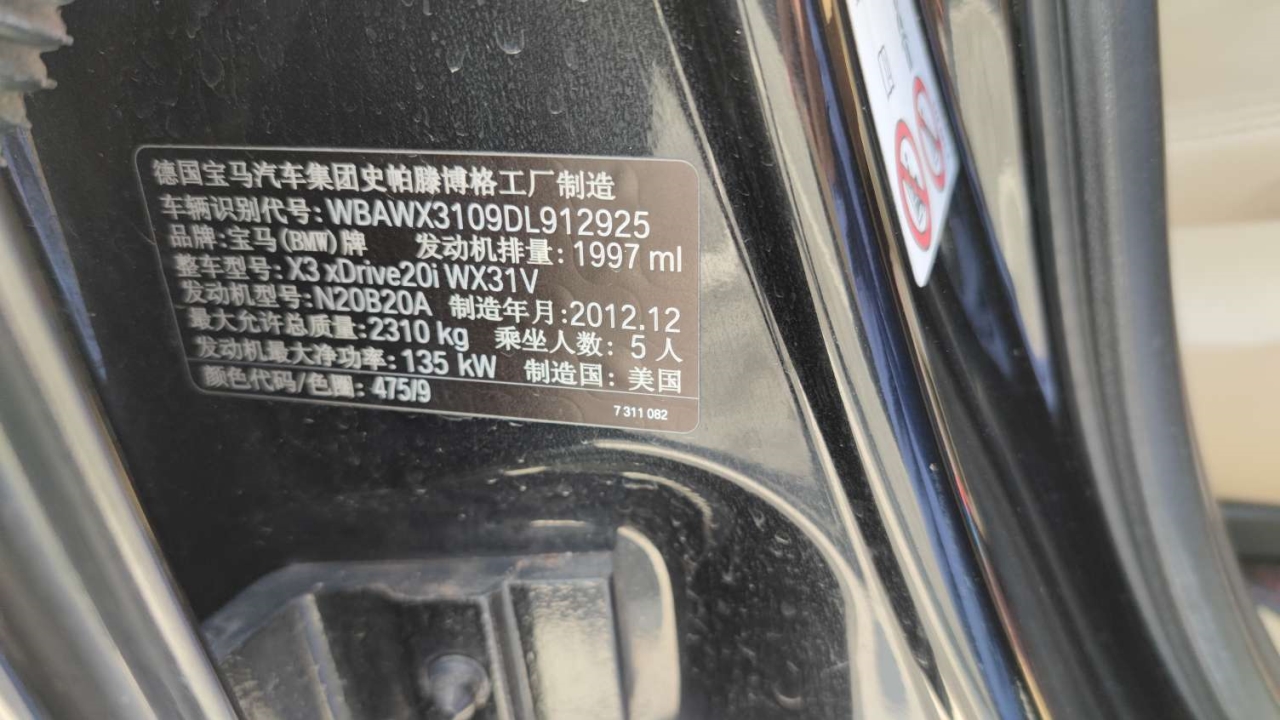 德国宝马汽车集团史帕滕博格工厂制造
车辆识别代号: WBAWX3109DL912925
品牌: 宝马(BMW)牌 发动机排量: 1997 ml
整车型号: X3 xDrive20i WX31V
发动机型号: N20B20A 制造年月: 2012.12
最大允许总质量: 2310 kg 乘坐人数: 5 人
发动机最大净功率: 135 kW 制造国: 美国
颜色代码/色圈: 475/9
7 311 082